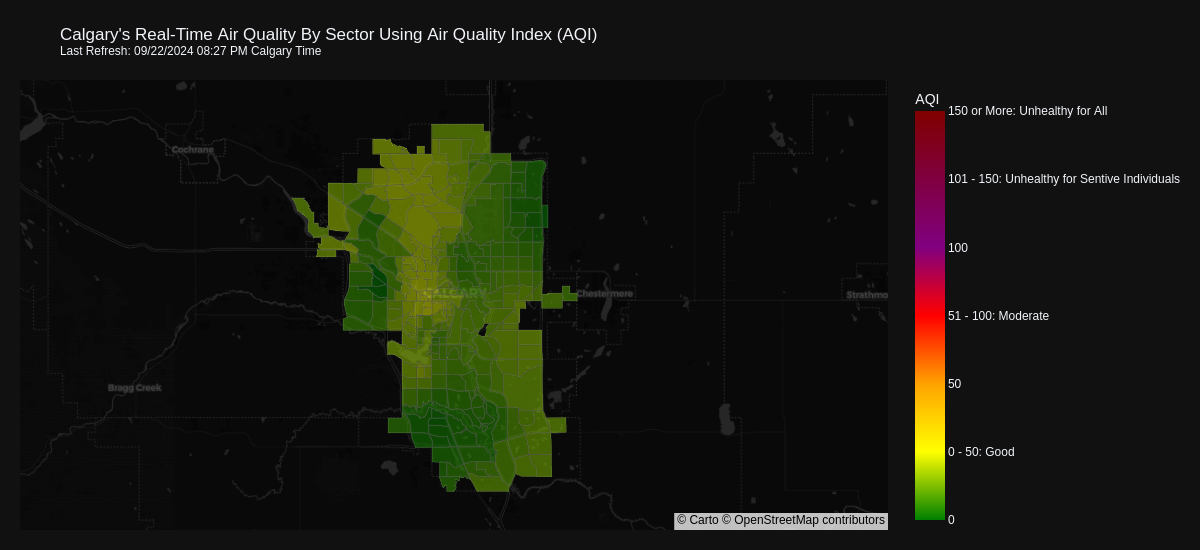 Calgary's Real-Time Air Quality By Sector Using Air Quality Index (AQI)
Last Refresh: 09/22/2024 08:27 PM Calgary Time
AQI
150 or More: Unhealthy for All
101 - 150: Unhealthy for Sentive Individuals
100
51 - 100: Moderate
50
0 - 50: Good
0
Cochrane
CALGARY
Chestermere
Strathmo
Bragg Creek
© Carto © OpenStreetMap contributors